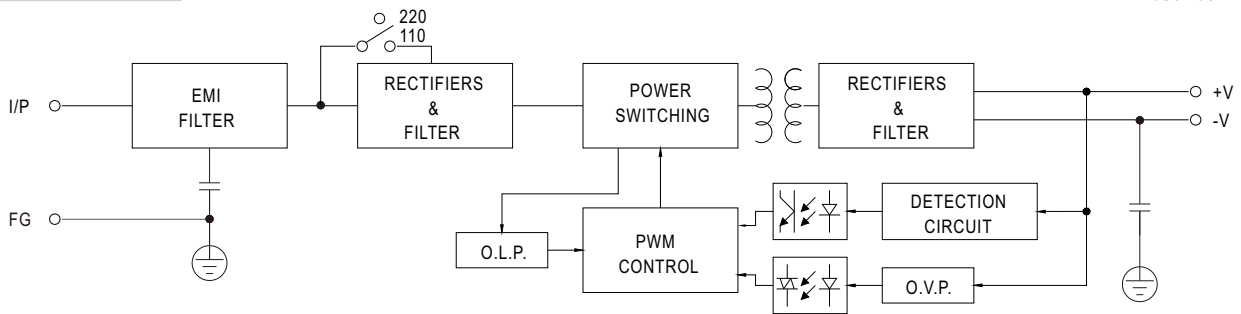 220
110
I/P
EMI
FILTER
RECTIFIERS
&
FILTER
POWER
SWITCHING
RECTIFIERS
&
FILTER
+V
-V
FG
O.L.P.
PWM
CONTROL
DETECTION
CIRCUIT
O.V.P.